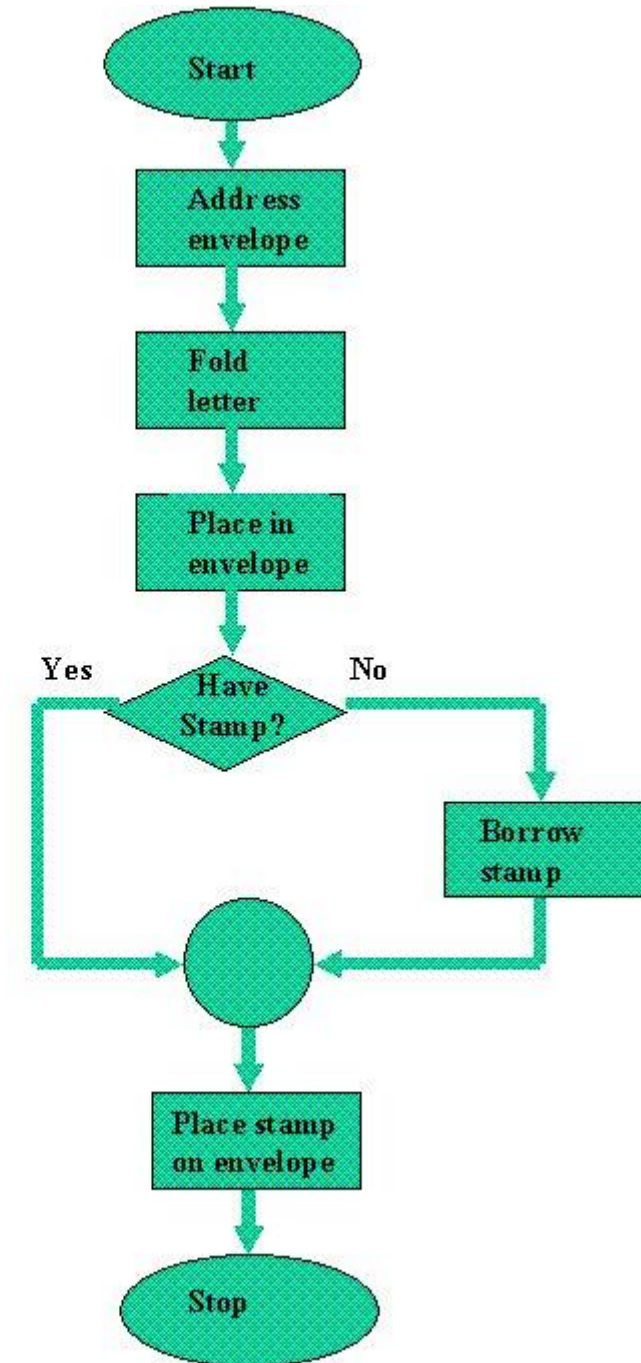 Start
Address
envelope
Fold
letter
Place in
envelope
Yes
No
Have
Stamp?
Borrow
stamp
Place stamp
on envelope
Stop